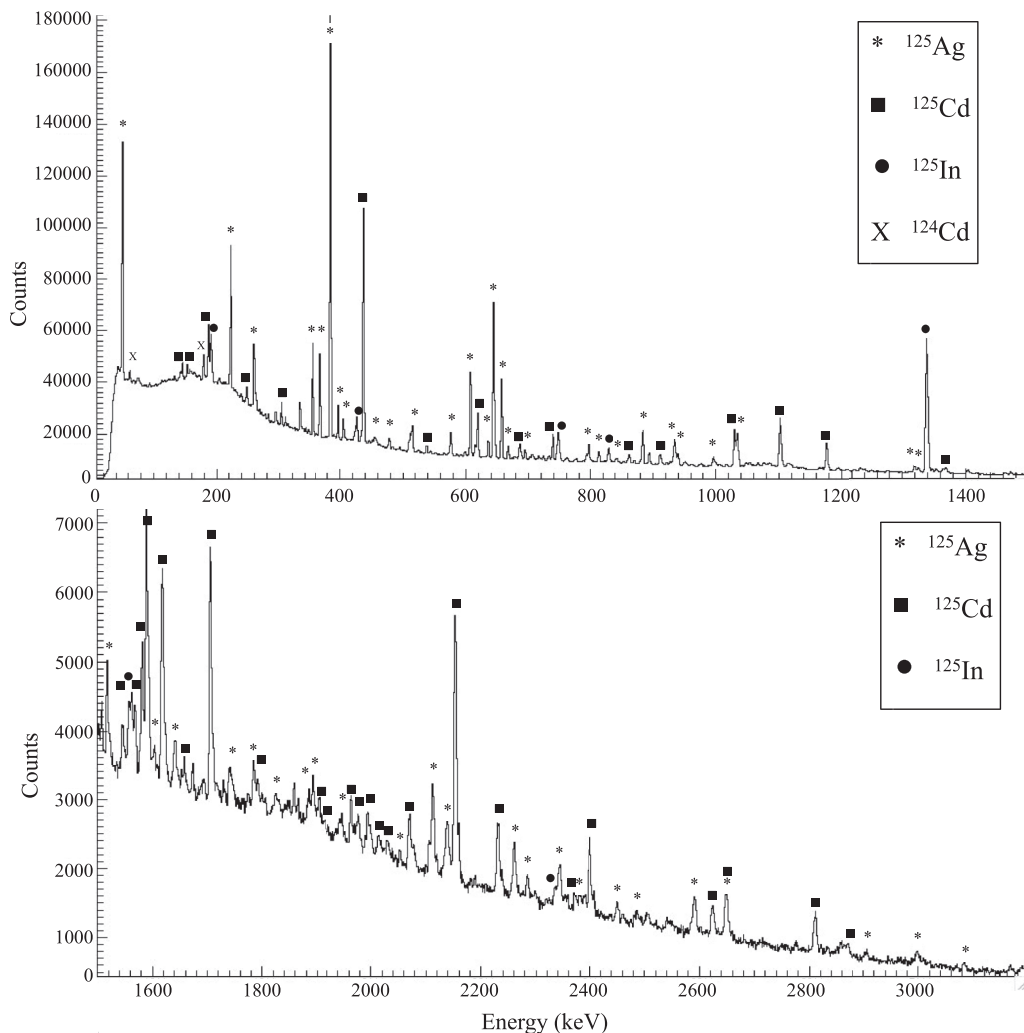 180000
160000
140000
120000
100000
80000
60000
40000
20000
0
Counts
0 200 400 600 800 1000 1200 1400
* ¹²⁵Ag
■ ¹²⁵Cd
● ¹²⁵In
X ¹²⁴Cd
X
X
7000
6000
5000
4000
3000
2000
1000
0
Counts
1600 1800 2000 2200 2400 2600 2800 3000
Energy (keV)
* ¹²⁵Ag
■ ¹²⁵Cd
● ¹²⁵In